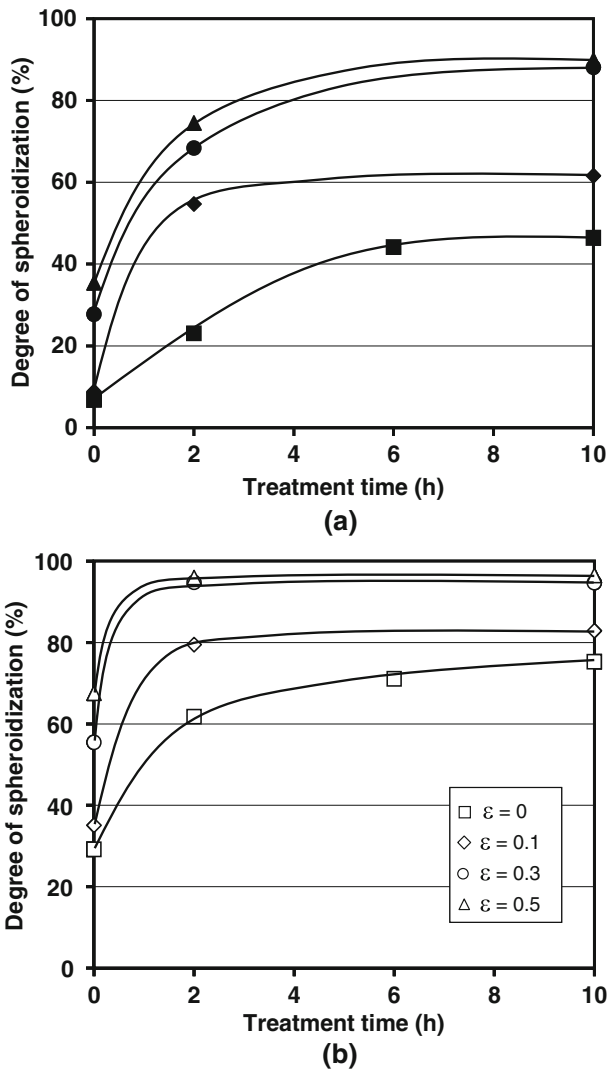 100
80
60
40
20
0
Degree of spheroidization (%)
0 2 4 6 8 10
Treatment time (h)
(a)
100
80
60
40
20
0
Degree of spheroidization (%)
ε = 0
ε = 0.1
ε = 0.3
ε = 0.5
0 2 4 6 8 10
Treatment time (h)
(b)